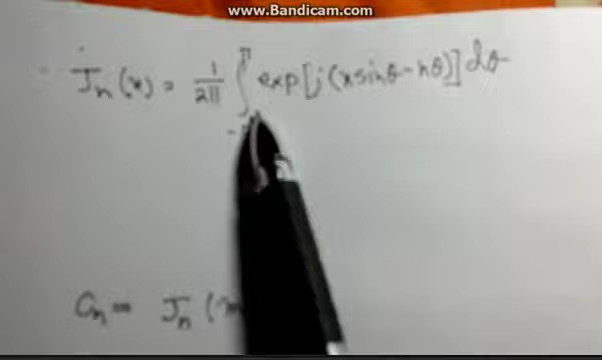 www.Bandicam.com
Jn(x) = 1/2π ∫ π exp[j(x sinθ - nθ)] dθ
Cn = Jn (